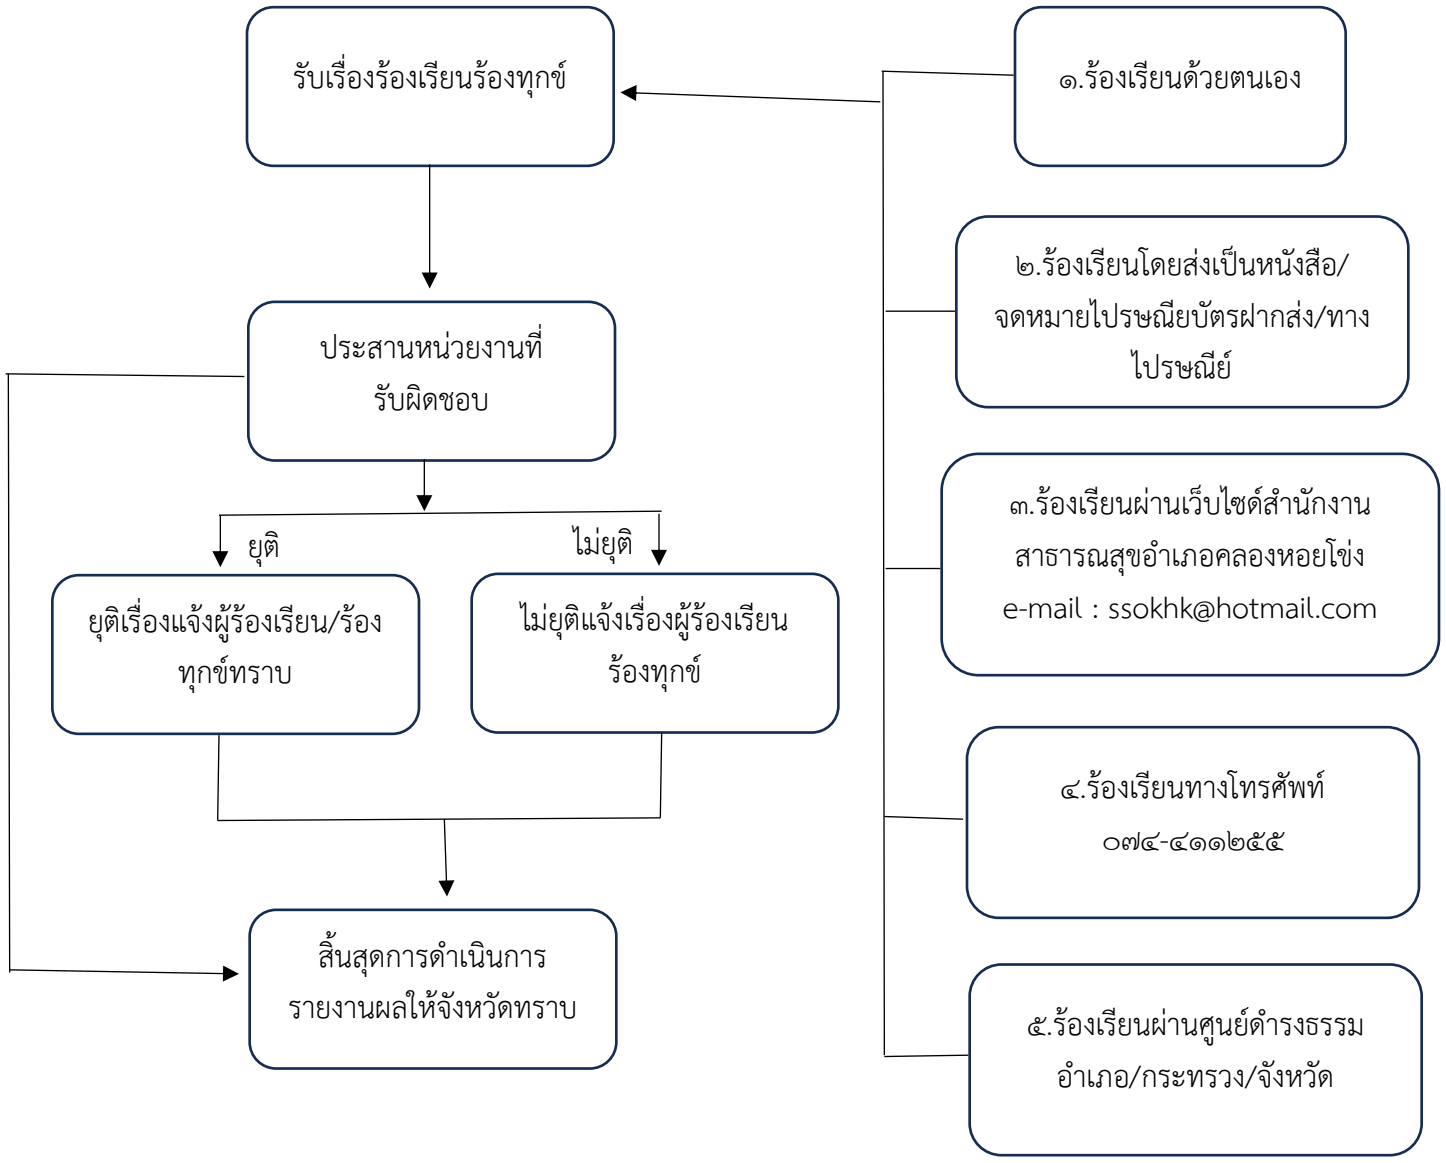 รับเรื่องร้องเรียนร้องทุกข์
ประสานหน่วยงานที่
รับผิดชอบ
ยุติ
ไม่ยุติ
ยุติเรื่องแจ้งผู้ร้องเรียน/ร้อง
ทุกข์ทราบ
ไม่ยุติแจ้งเรื่องผู้ร้องเรียน
ร้องทุกข์
สิ้นสุดการดำเนินการ
รายงานผลให้จังหวัดทราบ
๑.ร้องเรียนด้วยตนเอง
๒.ร้องเรียนโดยส่งเป็นหนังสือ/
จดหมายไปรษณียบัตรฝากส่ง/ทาง
ไปรษณีย์
๓.ร้องเรียนผ่านเว็บไซด์สำนักงาน
สาธารณสุขอำเภอคลองหอยโข่ง
e-mail : ssokhk@hotmail.com
๔.ร้องเรียนทางโทรศัพท์
๐๗๔-๔๑๑๒๕๕
๕.ร้องเรียนผ่านศูนย์ดำรงธรรม
อำเภอ/กระทรวง/จังหวัด